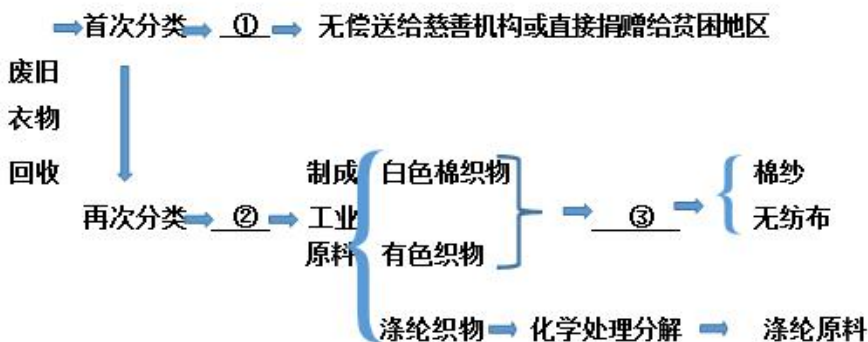 首次分类 ① 无偿送给慈善机构或直接捐赠给贫困地区
废旧
衣物
回收 制成 白色棉织物 棉纱
再次分类 ② 工业 ③ 无纺布
原料 有色织物
涤纶织物 化学处理分解 涤纶原料